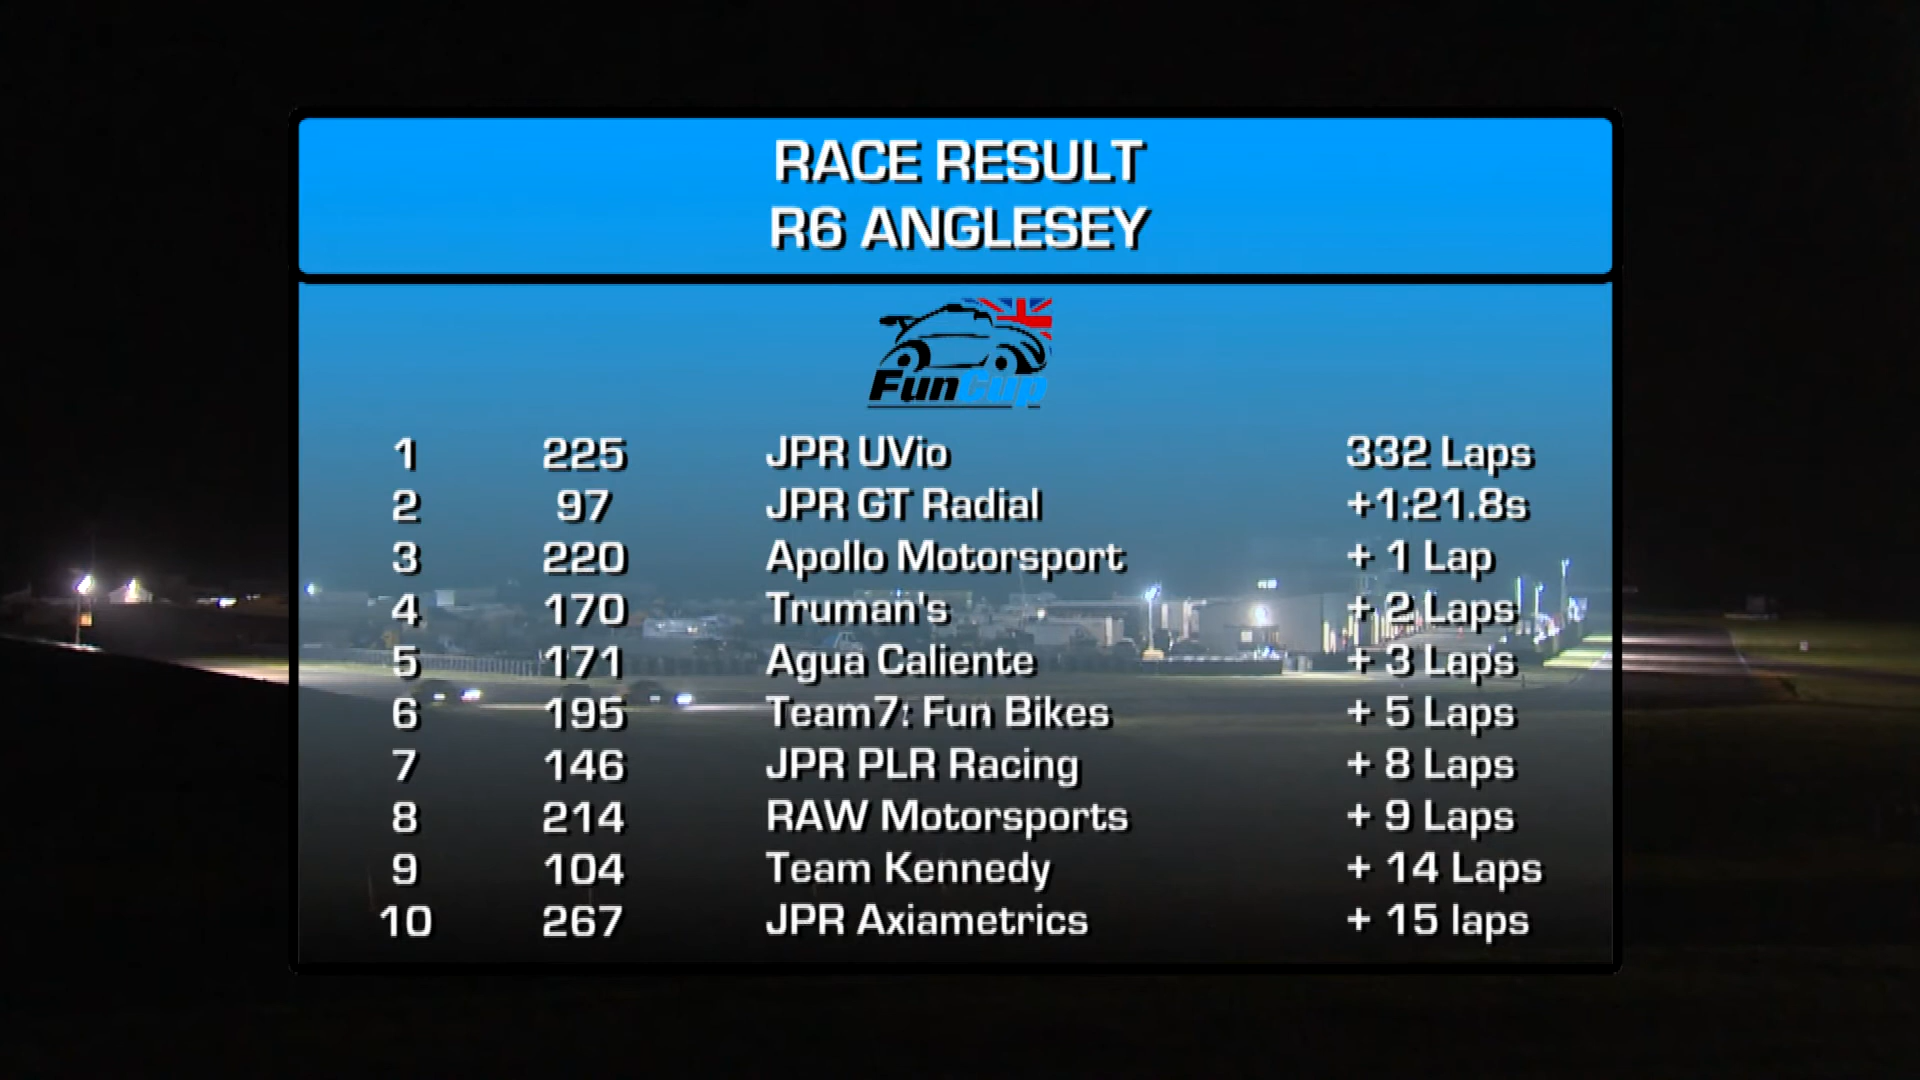 RACE RESULT
R6 ANGLESEY
FunCup
1 225 JPR UVio 332 Laps
2 97 JPR GT Radial +1:21.8s
3 220 Apollo Motorsport + 1 Lap
4 170 Truman's + 2 Laps
5 171 Agua Caliente + 3 Laps
6 195 Team7: Fun Bikes + 5 Laps
7 146 JPR PLR Racing + 8 Laps
8 214 RAW Motorsports + 9 Laps
9 104 Team Kennedy + 14 Laps
10 267 JPR Axiametrics + 15 laps